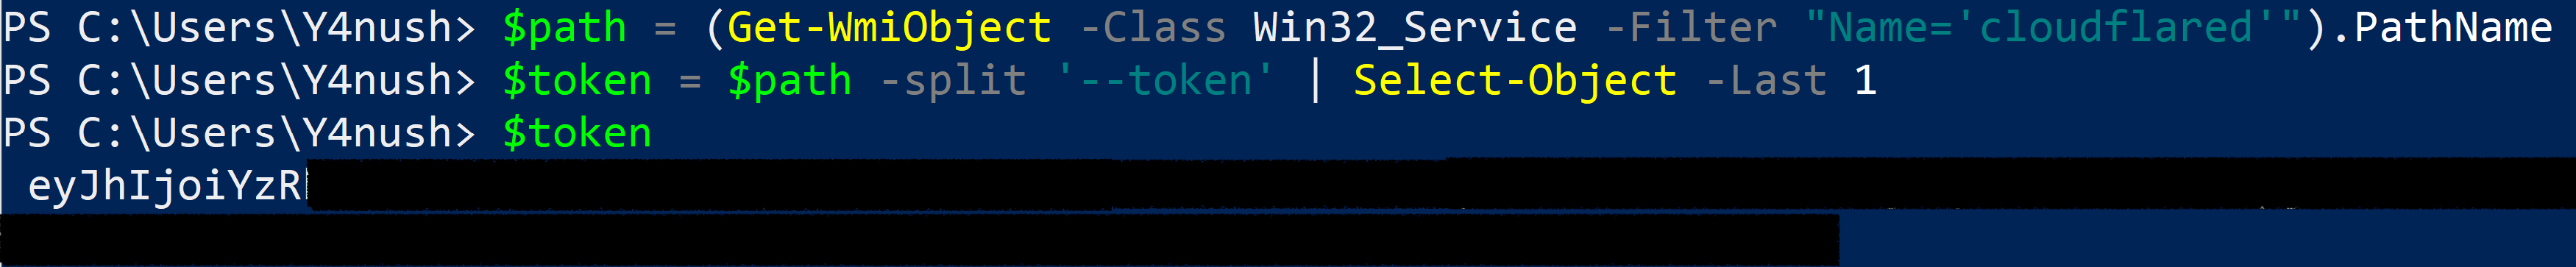 PS C:\Users\Y4nush> $path = (Get-WmiObject -Class Win32_Service -Filter "Name='cloudflared'").PathName
PS C:\Users\Y4nush> $token = $path -split '--token' | Select-Object -Last 1
PS C:\Users\Y4nush> $token
eyJhIjoiYzR